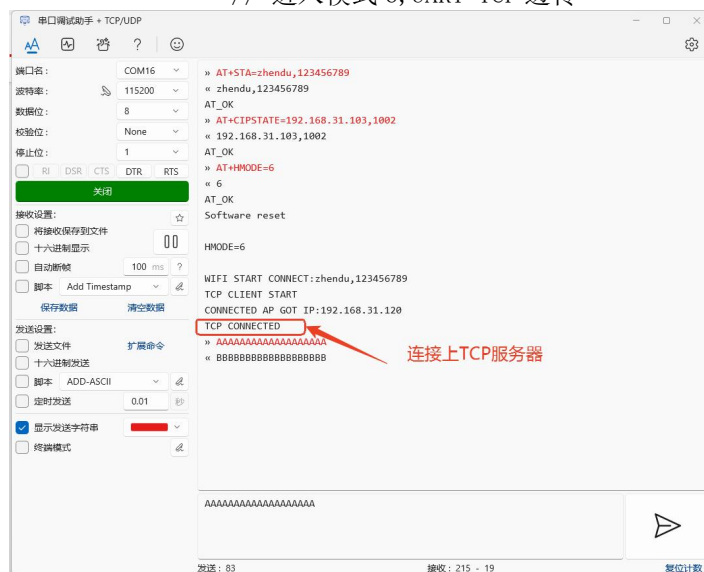 // 进入模式 6,UART-TCP 透传
串口调试助手 + TCP/UDP
端口名: COM16
波特率: 115200
数据位: 8
校验位: None
停止位: 1
RI DSR CTS DTR RTS
关闭
接收设置:
将接收保存到文件
十六进制显示
自动断帧 100 ms ?
脚本 Add Timestamp
保存数据 清空数据
发送设置:
发送文件 扩展命令
十六进制发送
脚本 ADD-ASCII
定时发送 0.01 秒
显示发送字符串
终端模式
» AT+STA=zhendu,123456789
« zhendu,123456789
AT_OK
» AT+CIPSTATE=192.168.31.103,1002
« 192.168.31.103,1002
AT_OK
» AT+HMODE=6
« 6
AT_OK
Software reset
HMODE=6
WIFI START CONNECT:zhendu,123456789
TCP CLIENT START
CONNECTED AP GOT IP:192.168.31.120
TCP CONNECTED
» AAAAAAAAAAAAAAAAAAA
« BBBBBBBBBBBBBBBBBBB
连接上TCP服务器
AAAAAAAAAAAAAAAAAAA
发送: 83 接收: 215 - 19 复位计数